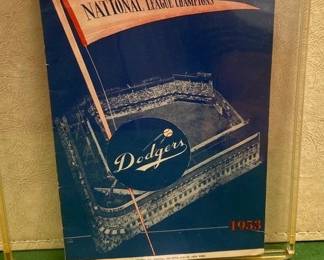 NATIONAL LEAGUE CHAMPIONS
Dodgers
1953